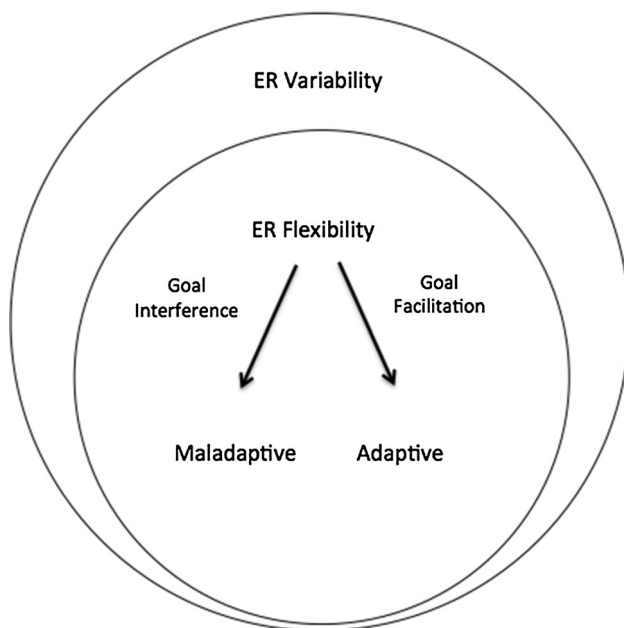 ER Variability
ER Flexibility
Goal
Interference
Goal
Facilitation
Maladaptive
Adaptive